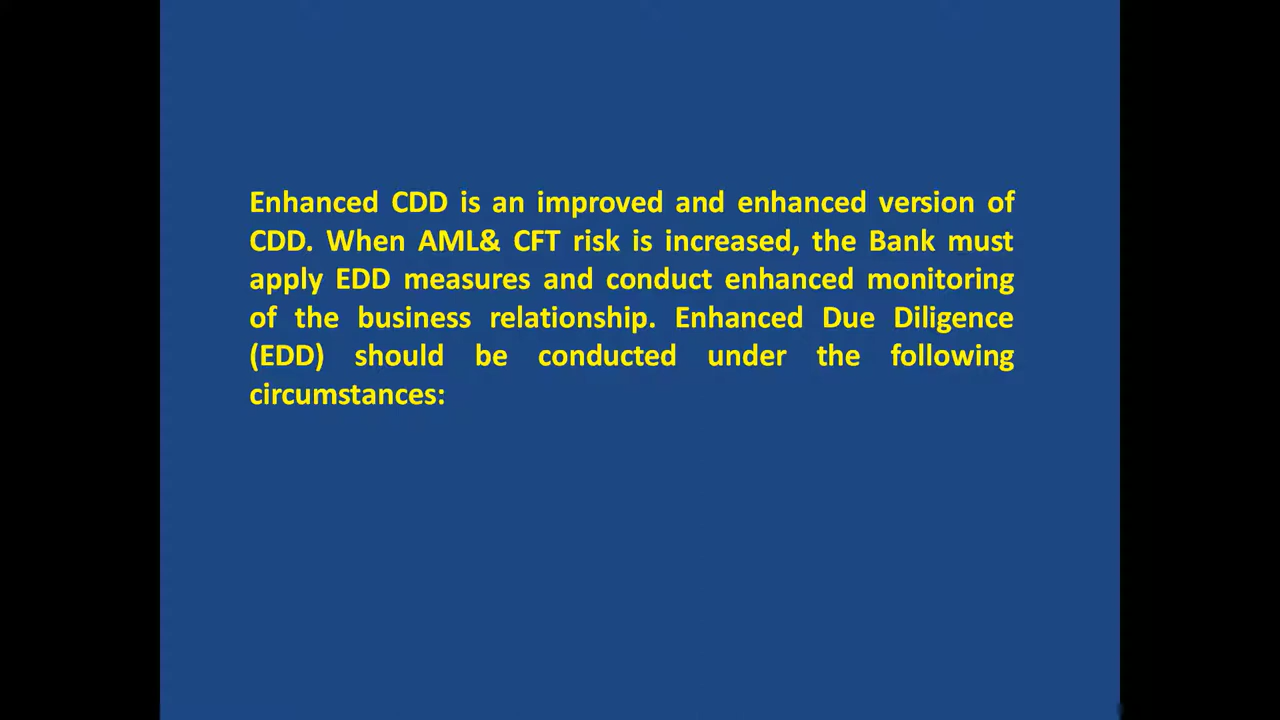 Enhanced CDD is an improved and enhanced version of
CDD. When AML& CFT risk is increased, the Bank must
apply EDD measures and conduct enhanced monitoring
of the business relationship. Enhanced Due Diligence
(EDD) should be conducted under the following
circumstances: